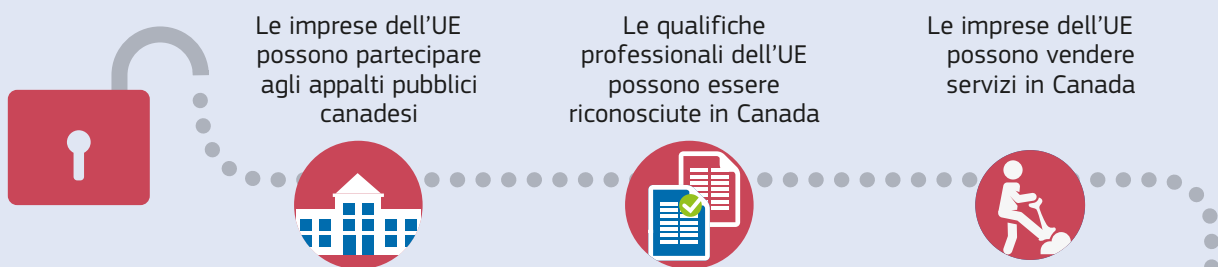 Le imprese dell'UE
possono partecipare
agli appalti pubblici
canadesi
Le qualifiche
professionali dell'UE
possono essere
riconosciute in Canada
Le imprese dell'UE
possono vendere
servizi in Canada